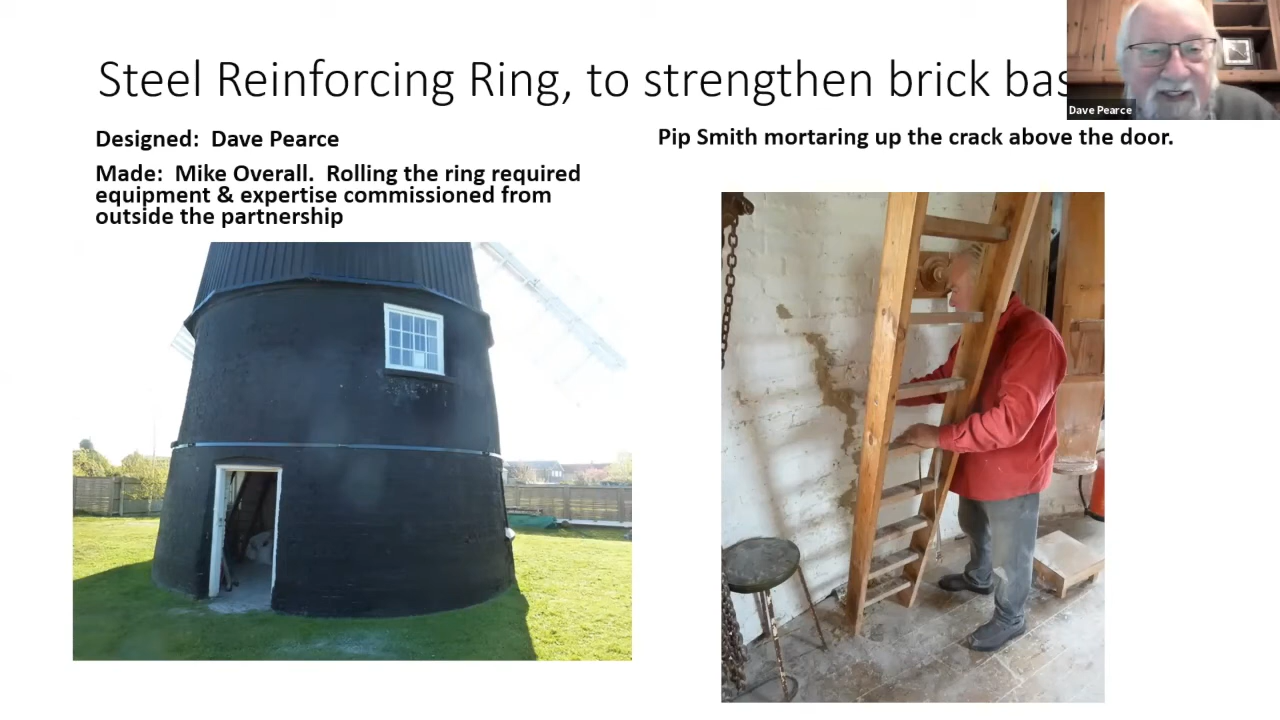 Steel Reinforcing Ring, to strengthen brick
Dave Pearce
Designed: Dave Pearce
Made: Mike Overall. Rolling the ring required
equipment & expertise commissioned from
outside the partnership
Pip Smith mortaring up the crack above the door.